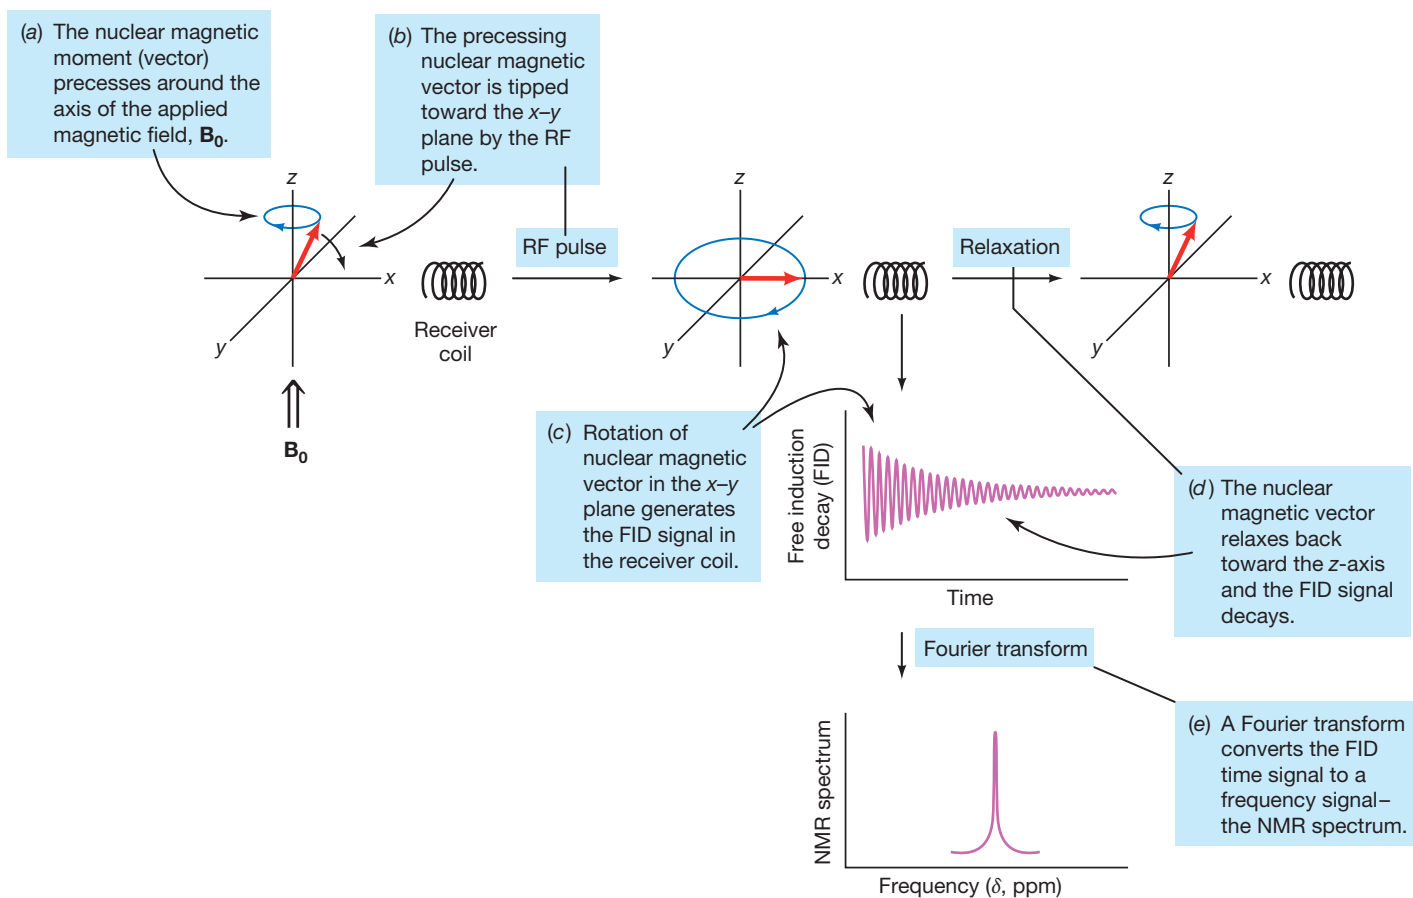 (a) The nuclear magnetic
moment (vector)
precesses around the
axis of the applied
magnetic field, B0.
(b) The precessing
nuclear magnetic
vector is tipped
toward the x–y
plane by the RF
pulse.
z
x
y
B0
Receiver
coil
RF pulse
z
x
y
Relaxation
z
x
y
(c) Rotation of
nuclear magnetic
vector in the x–y
plane generates
the FID signal in
the receiver coil.
Free induction
decay (FID)
Time
(d) The nuclear
magnetic vector
relaxes back
toward the z-axis
and the FID signal
decays.
Fourier transform
NMR spectrum
Frequency (δ, ppm)
(e) A Fourier transform
converts the FID
time signal to a
frequency signal–
the NMR spectrum.